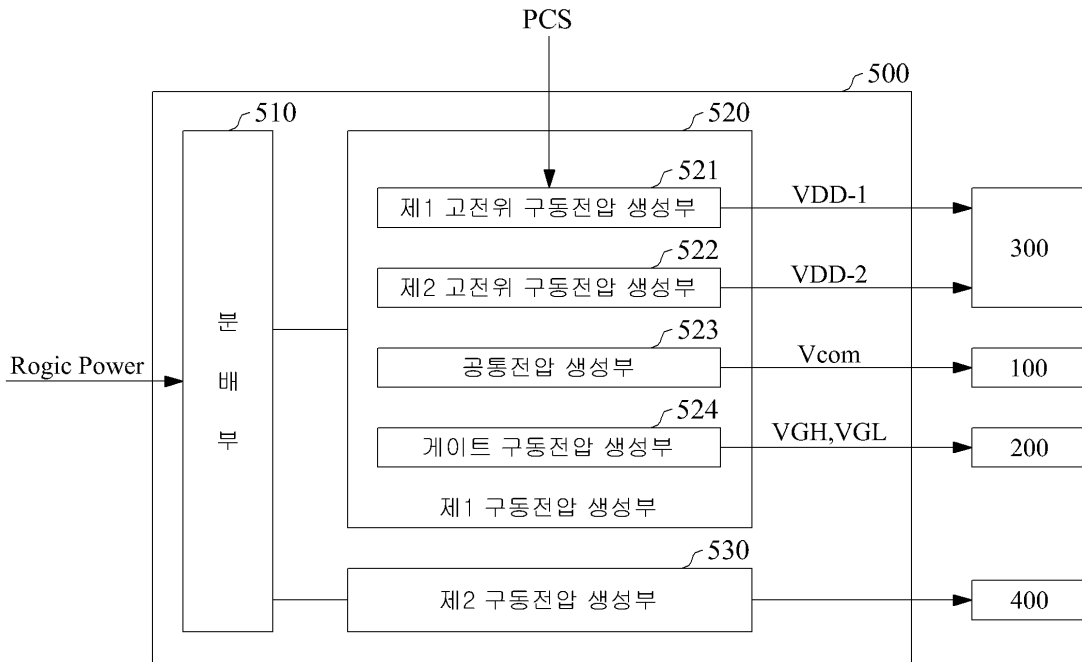 PCS
500
510
520
521
제1 고전위 구동전압 생성부
VDD-1
300
522
제2 고전위 구동전압 생성부
VDD-2
분
배
부
Rogic Power
523
공통전압 생성부
Vcom
100
524
게이트 구동전압 생성부
VGH,VGL
200
제1 구동전압 생성부
530
제2 구동전압 생성부
400